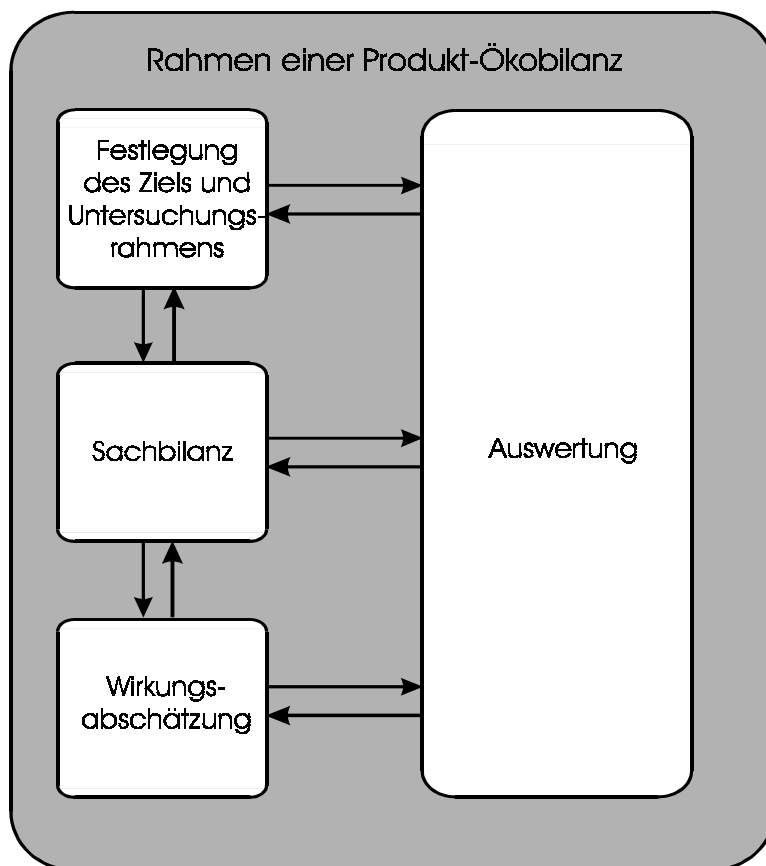 Rahmen einer Produkt-Ökobilanz
Festlegung
des Ziels und
Untersuchungs-
rahmens
Sachbilanz
Auswertung
Wirkungs-
abschätzung